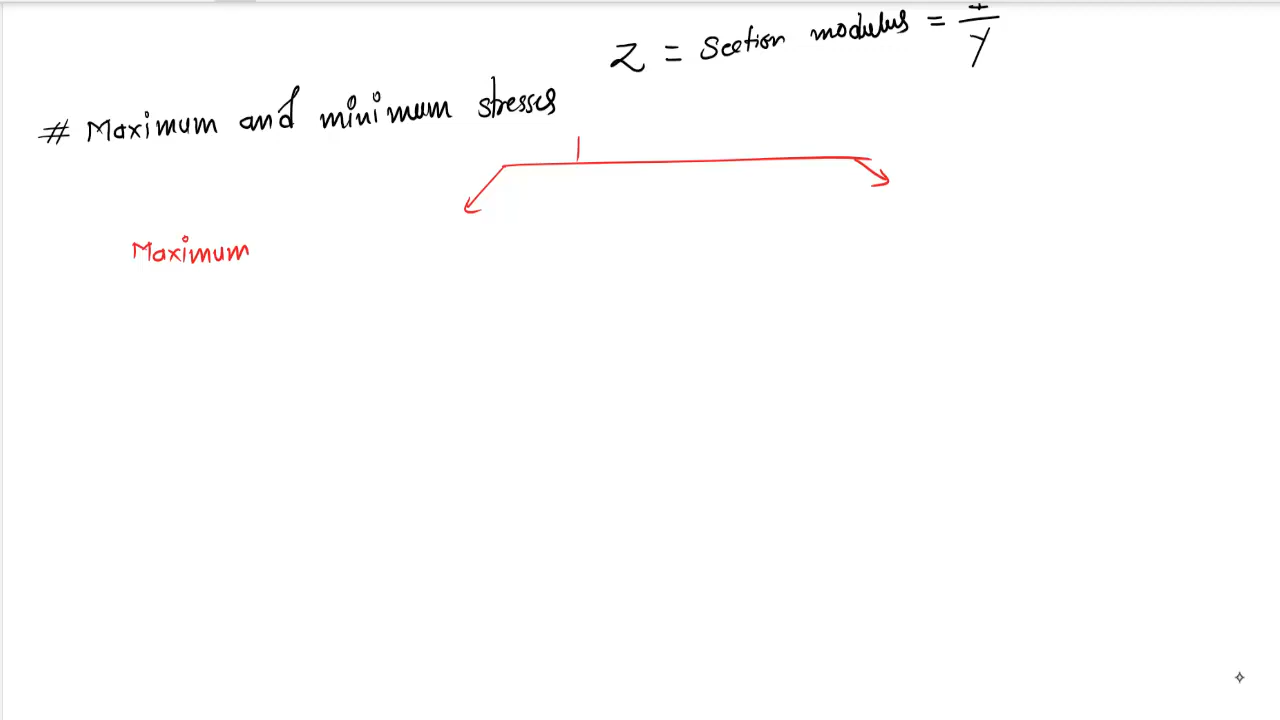 Z = Section modulus = I/y
# Maximum and minimum stresses
Maximum